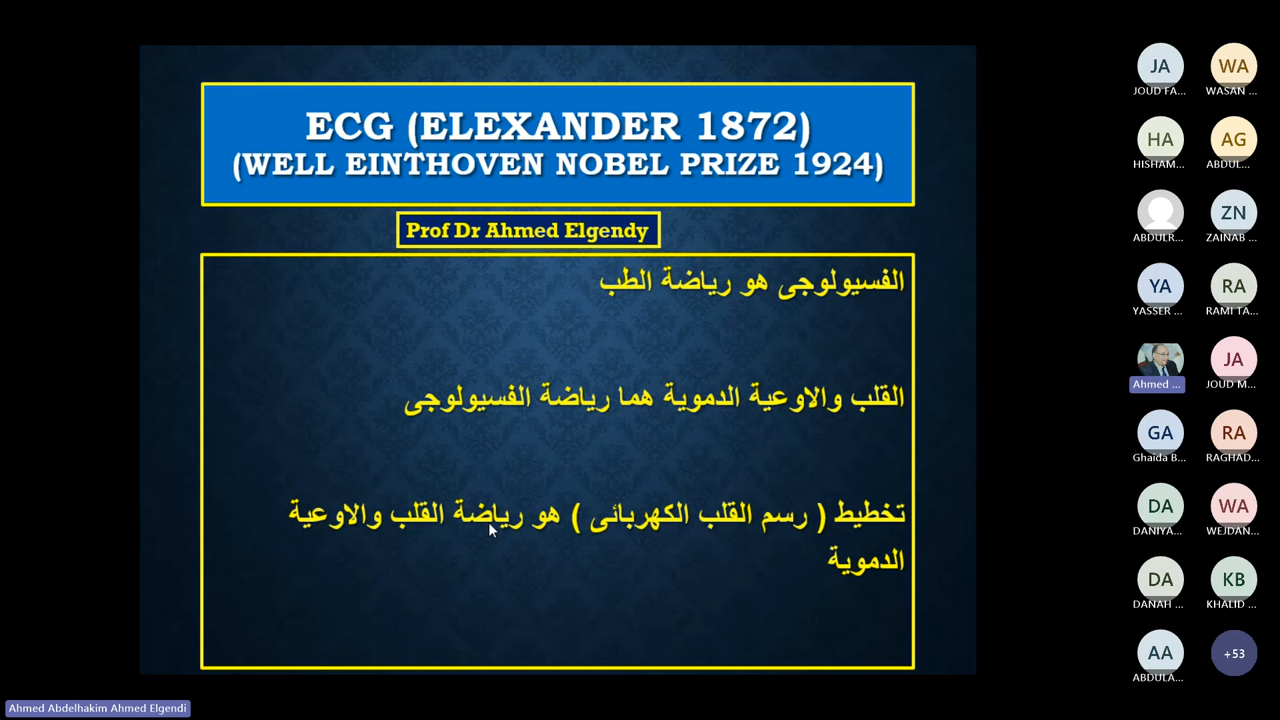 ECG (ELEXANDER 1872)
(WELL EINTHOVEN NOBEL PRIZE 1924)
Prof Dr Ahmed Elgendy
الفسيولوجى هو رياضة الطب
القلب والاوعية الدموية هما رياضة الفسيولوجى
تخطيط ( رسم القلب الكهربائى ) هو رياضة القلب والاوعية
الدموية
JA
JOUD FA...
WA
WASAN ...
HA
HISHAM...
AG
ABDUL...
ABDULR...
ZN
ZAINAB ...
YA
YASSER ...
RA
RAMI TA...
Ahmed ...
JA
JOUD M...
GA
Ghaida B...
RA
RAGHAD...
DA
DANIYA...
WA
WEJDAN...
DA
DANAH ...
KB
KHALID ...
AA
ABDULA...
+53
Ahmed Abdelhakim Ahmed Elgendi